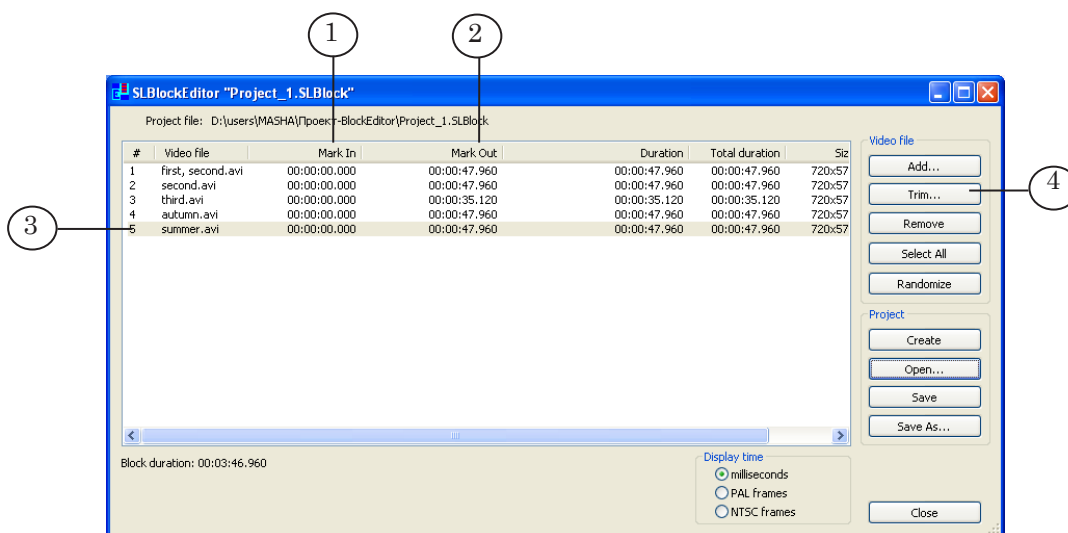 1
2
SLBlockEditor "Project_1.SLBlock"
Project file: D:\users\MASHA\Проект-BlockEditor\Project_1.SLBlock
# Video file Mark In Mark Out Duration Total duration Siz
1 first, second.avi 00:00:00.000 00:00:47.960 00:00:47.960 00:00:47.960 720x57
2 second.avi 00:00:00.000 00:00:47.960 00:00:47.960 00:00:47.960 720x57
3 third.avi 00:00:00.000 00:00:35.120 00:00:35.120 00:00:35.120 720x57
4 autumn.avi 00:00:00.000 00:00:47.960 00:00:47.960 00:00:47.960 720x57
5 summer.avi 00:00:00.000 00:00:47.960 00:00:47.960 00:00:47.960 720x57
3
Video file
Add...
Trim...
4
Remove
Select All
Randomize
Project
Create
Open...
Save
Save As...
Block duration: 00:03:46.960
Display time
milliseconds
PAL frames
NTSC frames
Close